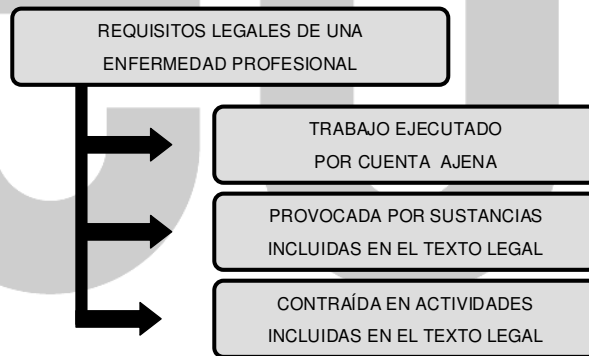 REQUISITOS LEGALES DE UNA
ENFERMEDAD PROFESIONAL
TRABAJO EJECUTADO
POR CUENTA AJENA
PROVOCADA POR SUSTANCIAS
INCLUIDAS EN EL TEXTO LEGAL
CONTRAÍDA EN ACTIVIDADES
INCLUIDAS EN EL TEXTO LEGAL